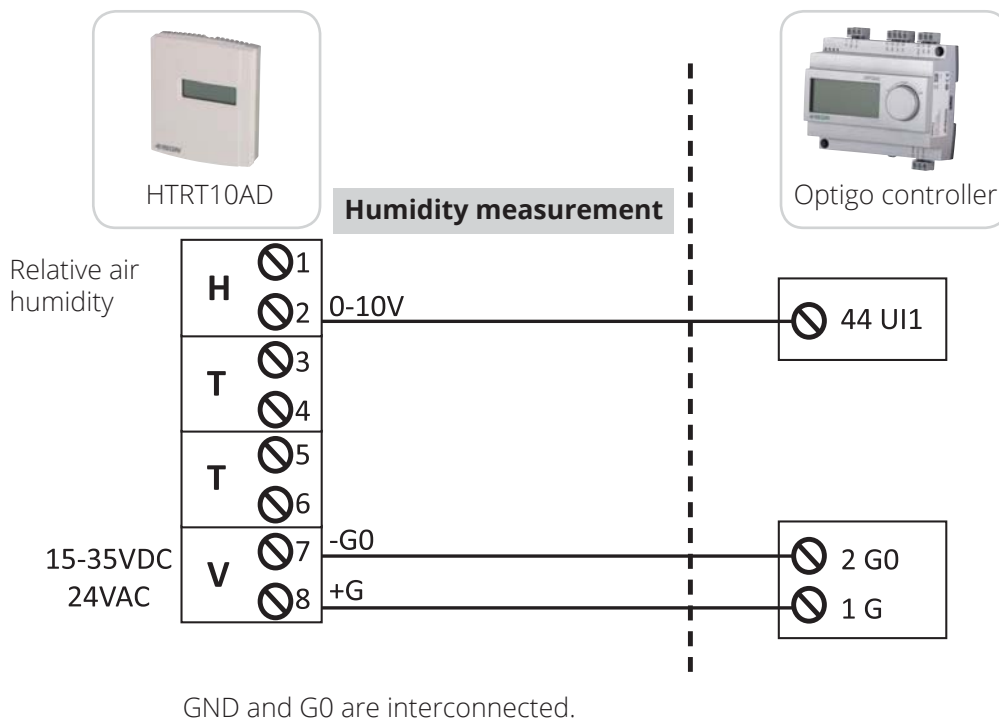 HTRT10AD
Optigo controller
Humidity measurement
Relative air
humidity
H
1
2
0-10V
44 UI1
T
3
4
T
5
6
15-35VDC
24VAC
V
7
-G0
2 G0
8
+G
1 G
GND and G0 are interconnected.